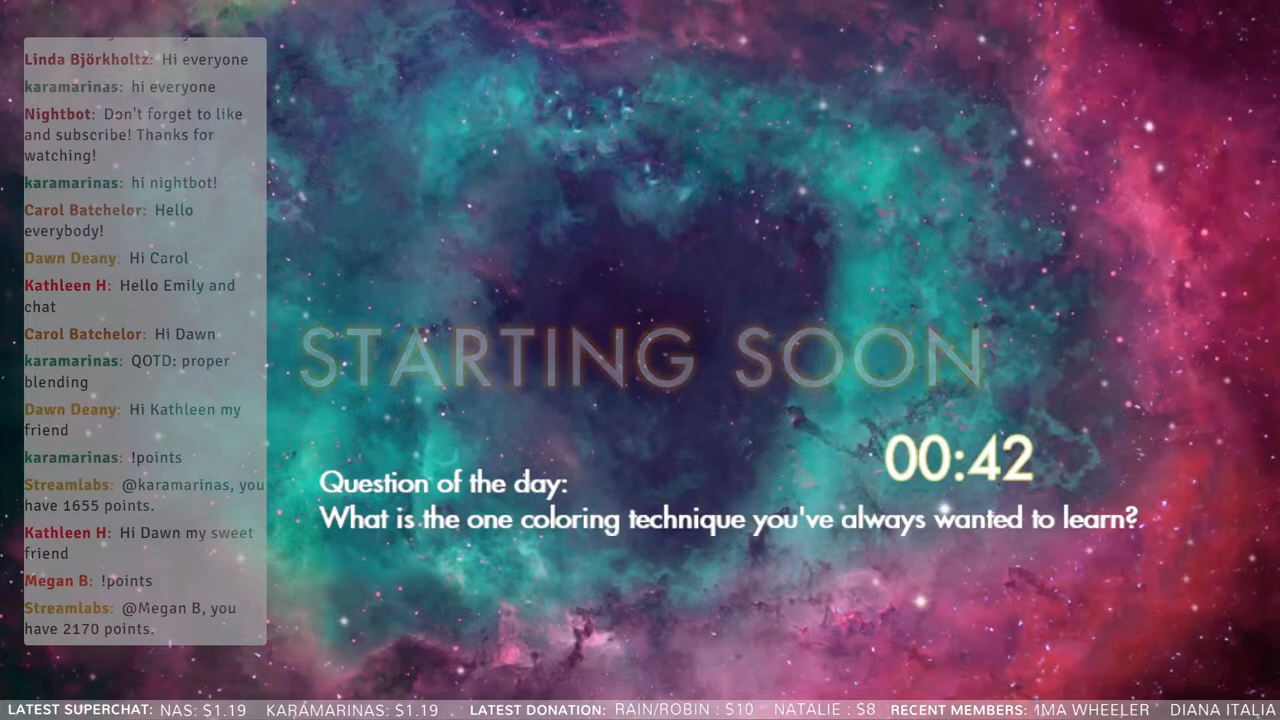 Linda Björkholtz: Hi everyone
karamarinas: hi everyone
Nightbot: Don't forget to like
and subscribe! Thanks for
watching!
karamarinas: hi nightbot!
Carol Batchelor: Hello
everybody!
Dawn Deany: Hi Carol
Kathleen H: Hello Emily and
chat
Carol Batchelor: Hi Dawn
karamarinas: QOTD: proper
blending
Dawn Deany: Hi Kathleen my
friend
karamarinas: !points
Streamlabs: @karamarinas, you
have 1655 points.
Kathleen H: Hi Dawn my sweet
friend
Megan B: !points
Streamlabs: @Megan B, you
have 2170 points.
STARTING SOON
00:42
Question of the day:
What is the one coloring technique you've always wanted to learn?
LATEST SUPERCHAT: NAS: $1.19 KARAMARINAS: $1.19 LATEST DONATION: RAIN/ROBIN : $10 NATALIE : $8 RECENT MEMBERS: WHEELER DIANA ITALIA